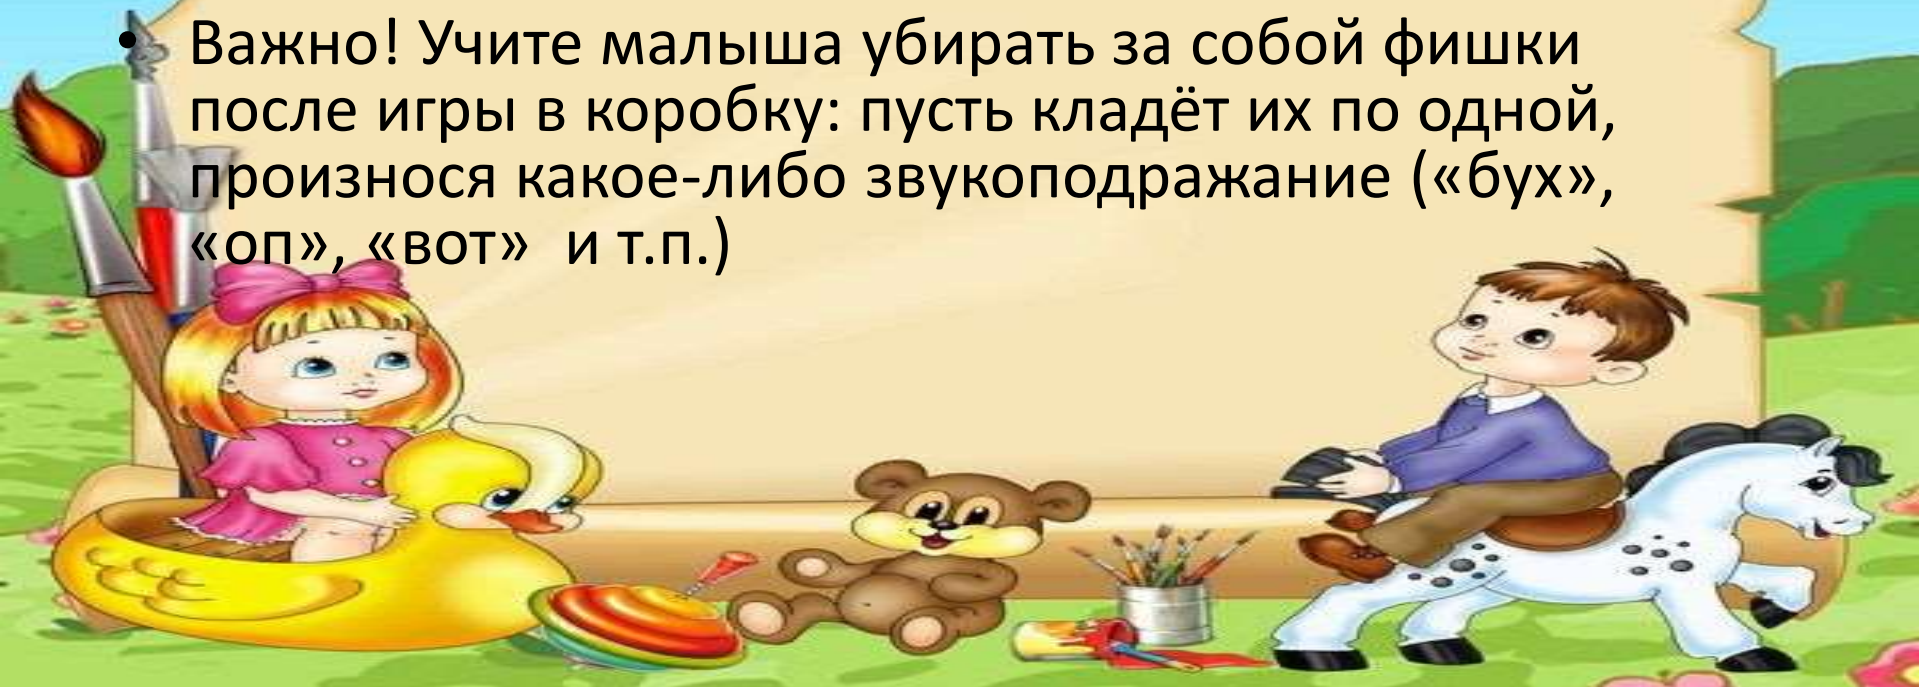 • Важно! Учите малыша убирать за собой фишки
после игры в коробку: пусть кладёт их по одной,
произнося какое-либо звукоподражание («бух»,
«оп», «вот»  и т.п.)